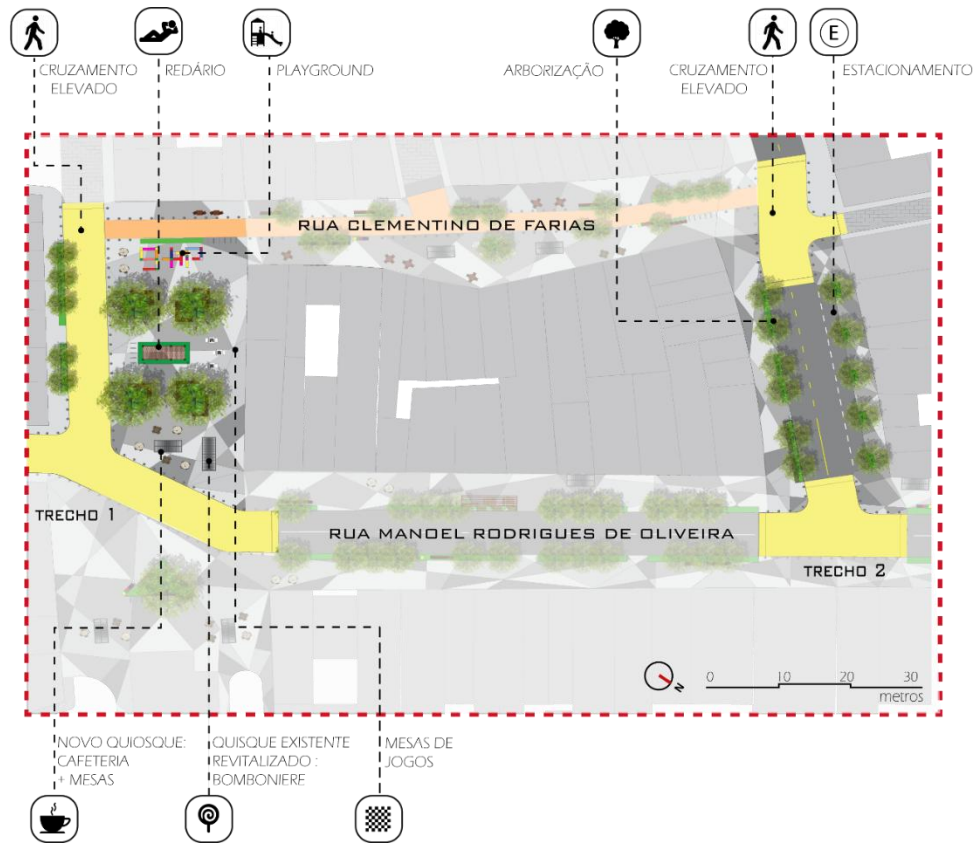 E
CRUZAMENTO
ELEVADO
REDÁRIO
PLAYGROUND
ARBORIZAÇÃO
CRUZAMENTO
ELEVADO
ESTACIONAMENTO
RUA CLEMENTINO DE FARIAS
TRECHO 1
RUA MANOEL RODRIGUES DE OLIVEIRA
TRECHO 2
N
0 10 20 30
metros
NOVO QUIOSQUE:
CAFETERIA
+ MESAS
QUISQUE EXISTENTE
REVITALIZADO :
BOMBONIERE
MESAS DE
JOGOS